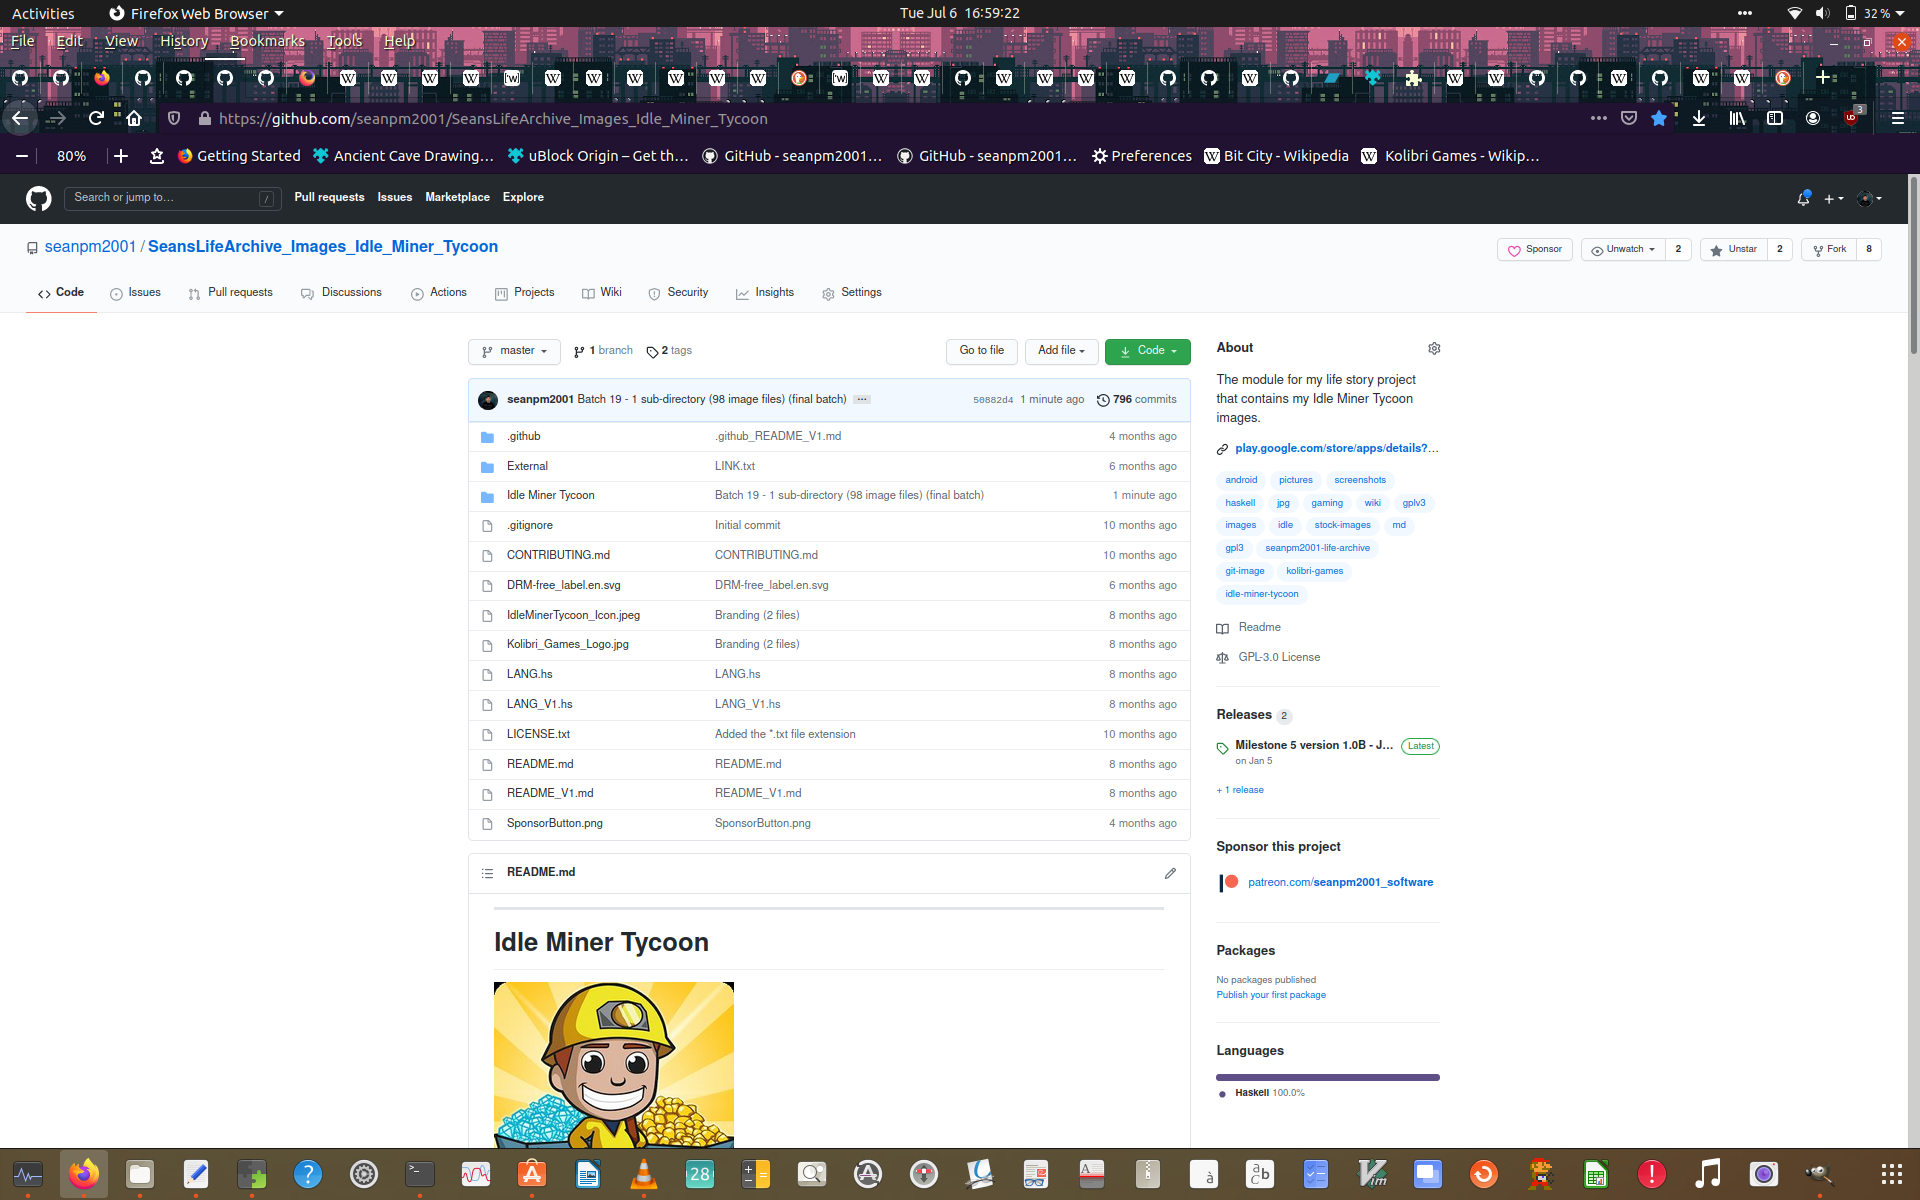 Activities Firefox Web Browser Tue Jul 6 16:59:22 32 %
File Edit View History Bookmarks Tools Help
https://github.com/seanpm2001/SeansLifeArchive_Images_Idle_Miner_Tycoon 3
80% Getting Started Ancient Cave Drawing… uBlock Origin – Get th… GitHub - seanpm2001… GitHub - seanpm2001… Preferences Bit City - Wikipedia Kolibri Games - Wikip…
Search or jump to… / Pull requests Issues Marketplace Explore
seanpm2001 / SeansLifeArchive_Images_Idle_Miner_Tycoon Sponsor Unwatch 2 Unstar 2 Fork 8
Code Issues Pull requests Discussions Actions Projects Wiki Security Insights Settings
master 1 branch 2 tags Go to file Add file Code
seanpm2001 Batch 19 - 1 sub-directory (98 image files) (final batch) ... 50882d4 1 minute ago 796 commits
.github .github_README_V1.md 4 months ago
External LINK.txt 6 months ago
Idle Miner Tycoon Batch 19 - 1 sub-directory (98 image files) (final batch) 1 minute ago
.gitignore Initial commit 10 months ago
CONTRIBUTING.md CONTRIBUTING.md 10 months ago
DRM-free_label.en.svg DRM-free_label.en.svg 6 months ago
IdleMinerTycoon_Icon.jpeg Branding (2 files) 8 months ago
Kolibri_Games_Logo.jpg Branding (2 files) 8 months ago
LANG.hs LANG.hs 8 months ago
LANG_V1.hs LANG_V1.hs 8 months ago
LICENSE.txt Added the *.txt file extension 10 months ago
README.md README.md 8 months ago
README_V1.md README_V1.md 8 months ago
SponsorButton.png SponsorButton.png 4 months ago
README.md
Idle Miner Tycoon
About
The module for my life story project
that contains my Idle Miner Tycoon
images.
play.google.com/store/apps/details?…
android pictures screenshots
haskell jpg gaming wiki gplv3
images idle stock-images md
gpl3 seanpm2001-life-archive
git-image kolibri-games
idle-miner-tycoon
Readme
GPL-3.0 License
Releases 2
Milestone 5 version 1.0B - J… Latest
on Jan 5
+ 1 release
Sponsor this project
patreon.com/seanpm2001_software
Packages
No packages published
Publish your first package
Languages
Haskell 100.0%
28